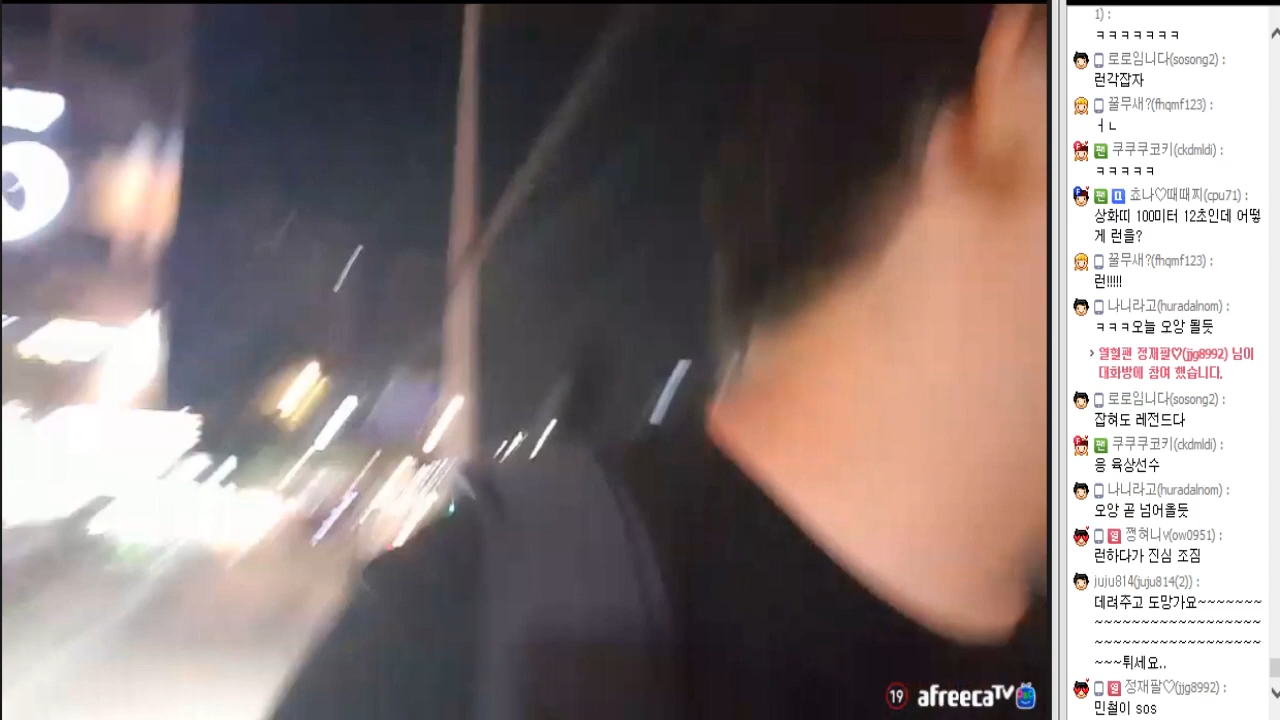 1) :
ㅋㅋㅋㅋㅋㅋㅋ
로로임니다(sosong2) :
런각잡자
꿀무새?(fhqmf123) :
ㅓㄴ
팬 쿠쿠쿠코키(ckdmldi) :
ㅋㅋㅋㅋㅋ
팬 쵸나♡때때찌(cpu71) :
상화띠 100미터 12초인데 어떻
게 런을?
꿀무새?(fhqmf123) :
런!!!!!
나니라고(huradalnom) :
ㅋㅋㅋ오늘 오앙 될듯
› 열혈팬 정재팔♡(jjg8992) 님이
대화방에 참여 했습니다.
로로임니다(sosong2) :
잡혀도 레전드다
팬 쿠쿠쿠코키(ckdmldi) :
응 육상선수
나니라고(huradalnom) :
오앙 곧 넘어올듯
열 쩡혀니v(ow0951) :
런하다가 진심 조짐
juju814(juju814(2)) :
데려주고 도망가요~~~~~~~
~~~~~~~~~~~~~~~~~~
~~~~~~~~~~~~~~~~~~
~~~튀세요..
열 정재팔♡(jjg8992) :
민철이 sos
19 afreecaTV